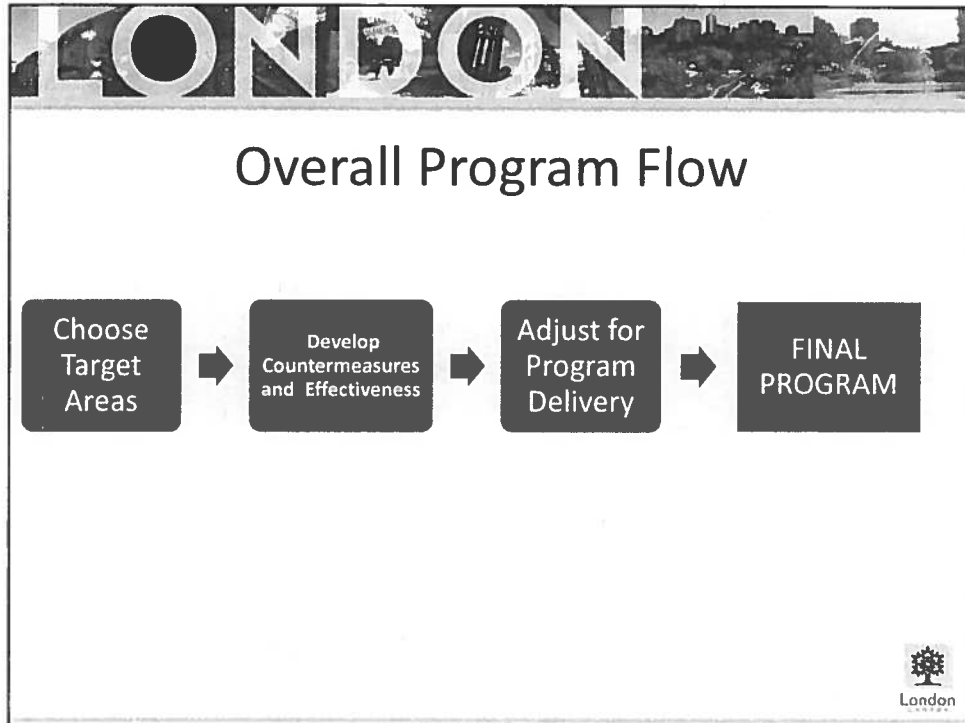 LONDON
Overall Program Flow
Choose
Target
Areas
Develop
Countermeasures
and Effectiveness
Adjust for
Program
Delivery
FINAL
PROGRAM
London